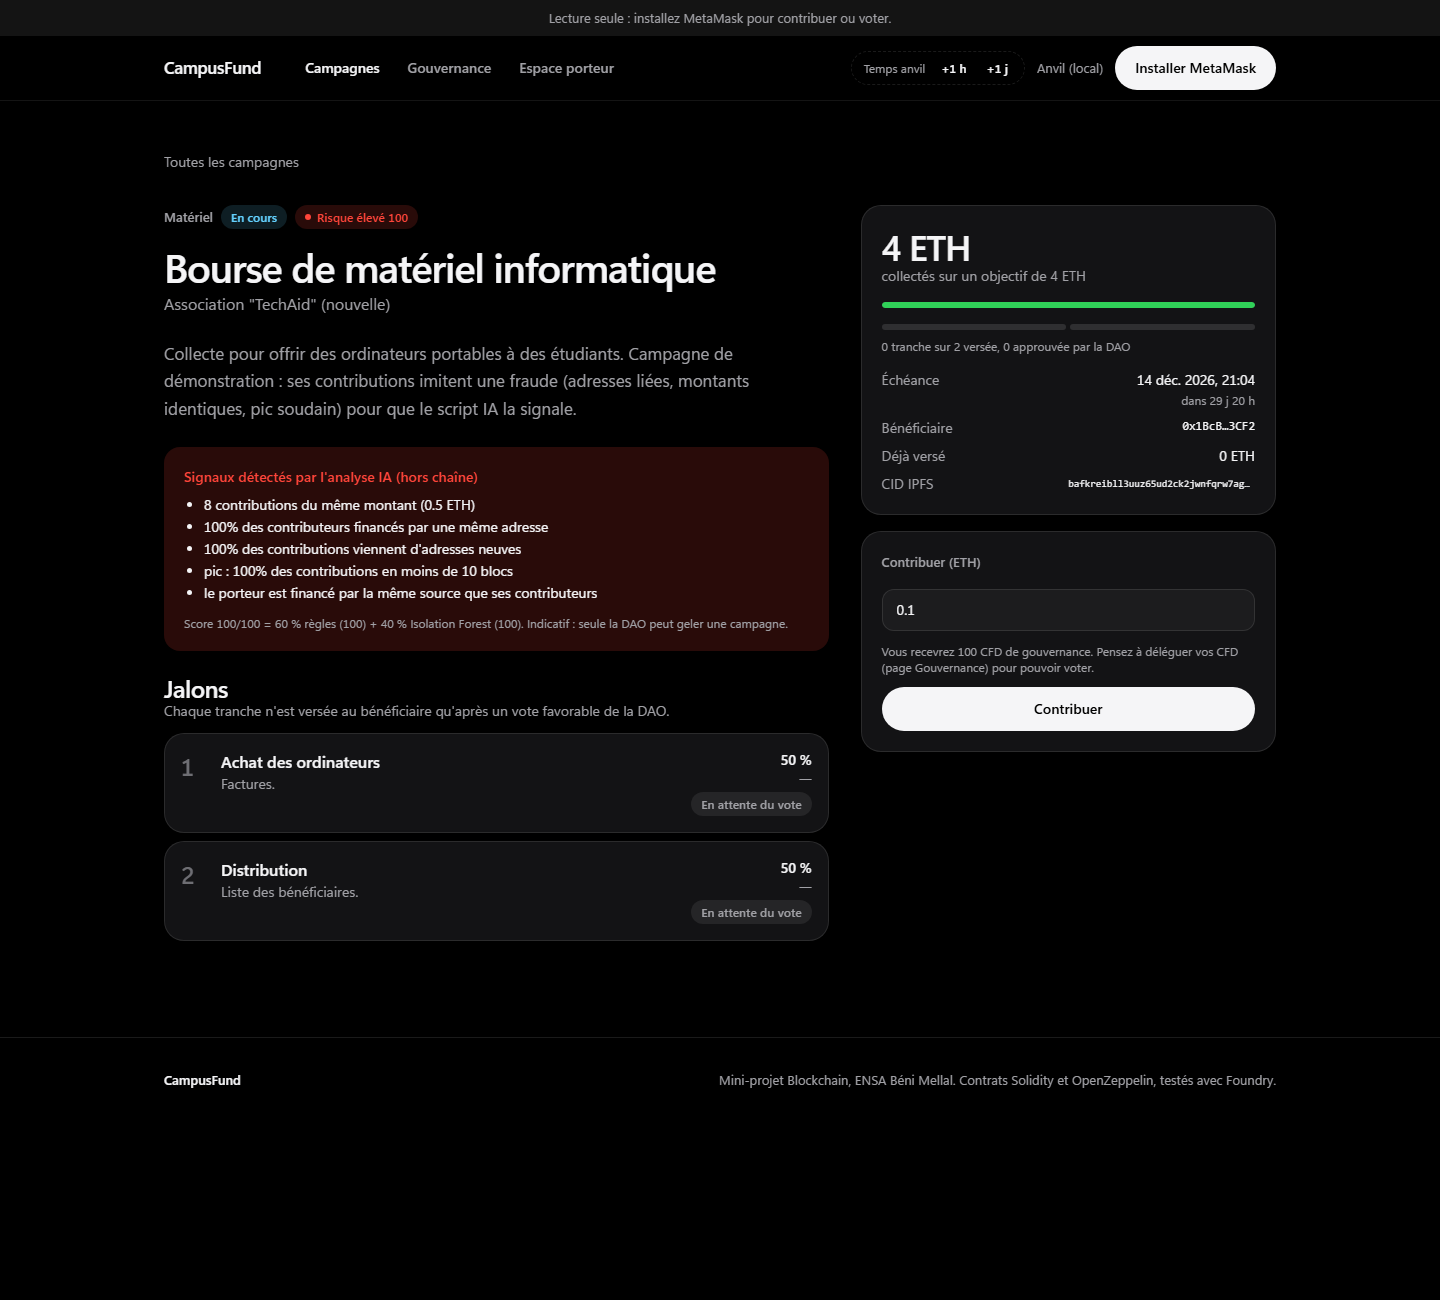 Lecture seule : installez MetaMask pour contribuer ou voter.
CampusFund
Campagnes
Gouvernance
Espace porteur
Temps anvil
+1 h
+1 j
Anvil (local)
Installer MetaMask
Toutes les campagnes
Matériel
En cours
Risque élevé 100
Bourse de matériel informatique
Association "TechAid" (nouvelle)
Collecte pour offrir des ordinateurs portables à des étudiants. Campagne de
démonstration : ses contributions imitent une fraude (adresses liées, montants
identiques, pic soudain) pour que le script IA la signale.
Signaux détectés par l'analyse IA (hors chaîne)
8 contributions du même montant (0.5 ETH)
100% des contributeurs financés par une même adresse
100% des contributions viennent d'adresses neuves
pic : 100% des contributions en moins de 10 blocs
le porteur est financé par la même source que ses contributeurs
Score 100/100 = 60 % règles (100) + 40 % Isolation Forest (100). Indicatif : seule la DAO peut geler une campagne.
Jalons
Chaque tranche n'est versée au bénéficiaire qu'après un vote favorable de la DAO.
1
Achat des ordinateurs
Factures.
50 %
—
En attente du vote
2
Distribution
Liste des bénéficiaires.
50 %
—
En attente du vote
4 ETH
collectés sur un objectif de 4 ETH
0 tranche sur 2 versée, 0 approuvée par la DAO
Échéance
14 déc. 2026, 21:04
dans 29 j 20 h
Bénéficiaire
0x1BcB…3CF2
Déjà versé
0 ETH
CID IPFS
bafkreibll3uuz65ud2ck2jwnfqrw7ag…
Contribuer (ETH)
0.1
Vous recevrez 100 CFD de gouvernance. Pensez à déléguer vos CFD
(page Gouvernance) pour pouvoir voter.
Contribuer
CampusFund
Mini-projet Blockchain, ENSA Béni Mellal. Contrats Solidity et OpenZeppelin, testés avec Foundry.